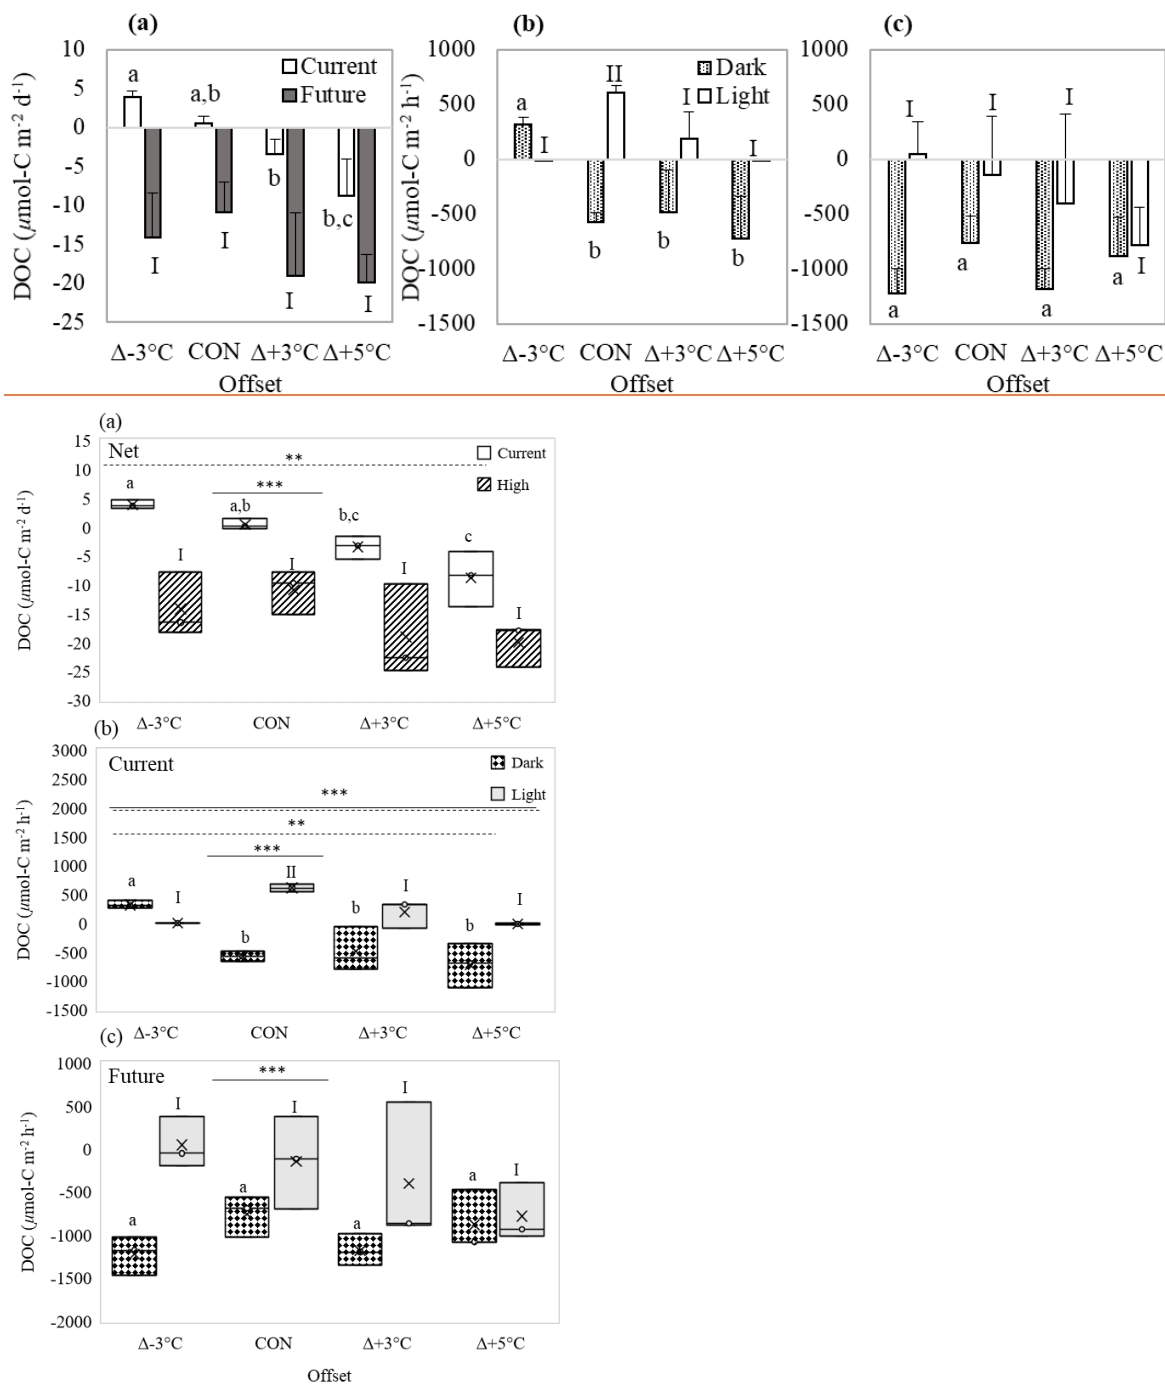 (a) (b) (c)
DOC (µmol-C m-2 d-1)
10
5
0
-5
-10
-15
-20
-25
Current
Future
a a,b b b,c
I I I I
Δ-3°C CON Δ+3°C Δ+5°C
Offset
DOC (µmol-C m-2 h-1)
1000
500
0
-500
-1000
-1500
Dark
Light
a I II I I
b b b
Δ-3°C CON Δ+3°C Δ+5°C
Offset
1000
500
0
-500
-1000
-1500
I I I
a a a a I
Δ-3°C CON Δ+3°C Δ+5°C
Offset
(a)
Net
DOC (µmol-C m-2 d-1)
15
10
5
0
-5
-10
-15
-20
-25
-30
Current
High
**
***
a a,b b,c c
I I I I
Δ-3°C CON Δ+3°C Δ+5°C
(b)
Current
DOC (µmol-C m-2 h-1)
3000
2500
2000
1500
1000
500
0
-500
-1000
-1500
Dark
Light
***
**
***
a I b II b I b I
Δ-3°C CON Δ+3°C Δ+5°C
(c)
Future
DOC (µmol-C m-2 h-1)
1000
500
0
-500
-1000
-1500
-2000
***
a I a I a I a I
Δ-3°C CON Δ+3°C Δ+5°C
Offset